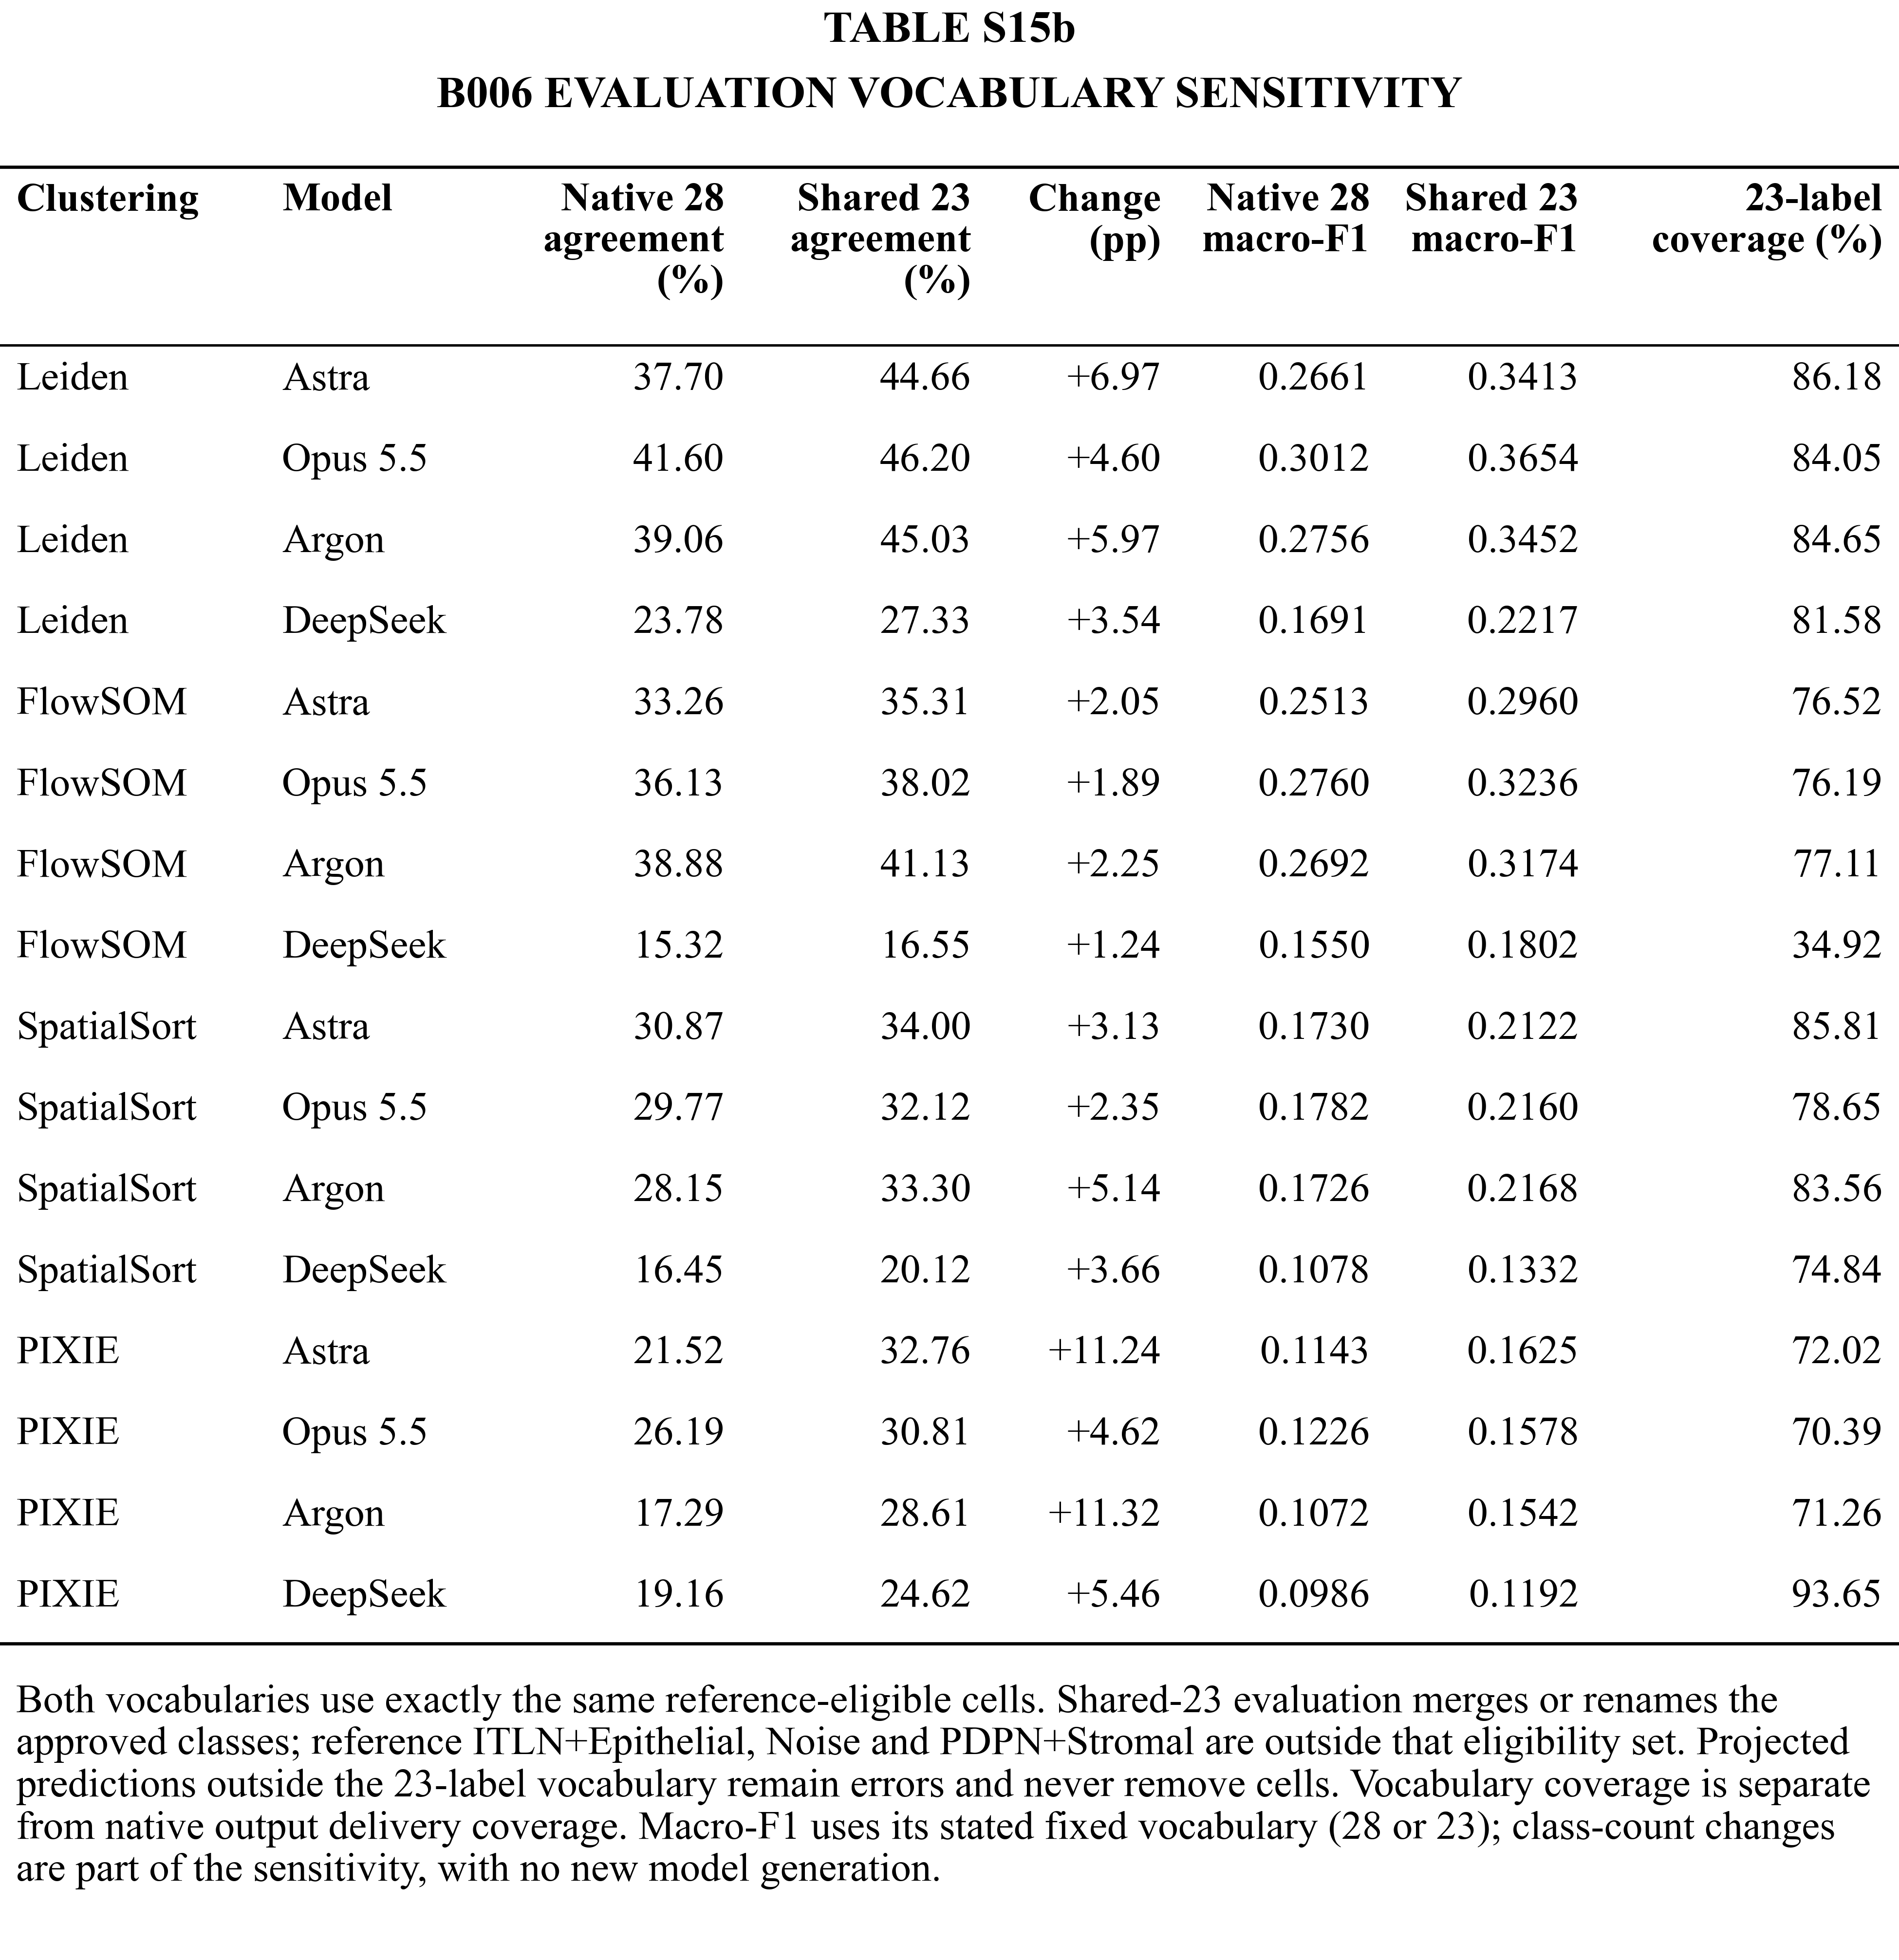 TABLE S15b
B006 EVALUATION VOCABULARY SENSITIVITY
Clustering Model Native 28 agreement (%) Shared 23 agreement (%) Change (pp) Native 28 macro-F1 Shared 23 macro-F1 23-label coverage (%)
Leiden Astra 37.70 44.66 +6.97 0.2661 0.3413 86.18
Leiden Opus 5.5 41.60 46.20 +4.60 0.3012 0.3654 84.05
Leiden Argon 39.06 45.03 +5.97 0.2756 0.3452 84.65
Leiden DeepSeek 23.78 27.33 +3.54 0.1691 0.2217 81.58
FlowSOM Astra 33.26 35.31 +2.05 0.2513 0.2960 76.52
FlowSOM Opus 5.5 36.13 38.02 +1.89 0.2760 0.3236 76.19
FlowSOM Argon 38.88 41.13 +2.25 0.2692 0.3174 77.11
FlowSOM DeepSeek 15.32 16.55 +1.24 0.1550 0.1802 34.92
SpatialSort Astra 30.87 34.00 +3.13 0.1730 0.2122 85.81
SpatialSort Opus 5.5 29.77 32.12 +2.35 0.1782 0.2160 78.65
SpatialSort Argon 28.15 33.30 +5.14 0.1726 0.2168 83.56
SpatialSort DeepSeek 16.45 20.12 +3.66 0.1078 0.1332 74.84
PIXIE Astra 21.52 32.76 +11.24 0.1143 0.1625 72.02
PIXIE Opus 5.5 26.19 30.81 +4.62 0.1226 0.1578 70.39
PIXIE Argon 17.29 28.61 +11.32 0.1072 0.1542 71.26
PIXIE DeepSeek 19.16 24.62 +5.46 0.0986 0.1192 93.65
Both vocabularies use exactly the same reference-eligible cells. Shared-23 evaluation merges or renames the
approved classes; reference ITLN+Epithelial, Noise and PDPN+Stromal are outside that eligibility set. Projected
predictions outside the 23-label vocabulary remain errors and never remove cells. Vocabulary coverage is separate
from native output delivery coverage. Macro-F1 uses its stated fixed vocabulary (28 or 23); class-count changes
are part of the sensitivity, with no new model generation.